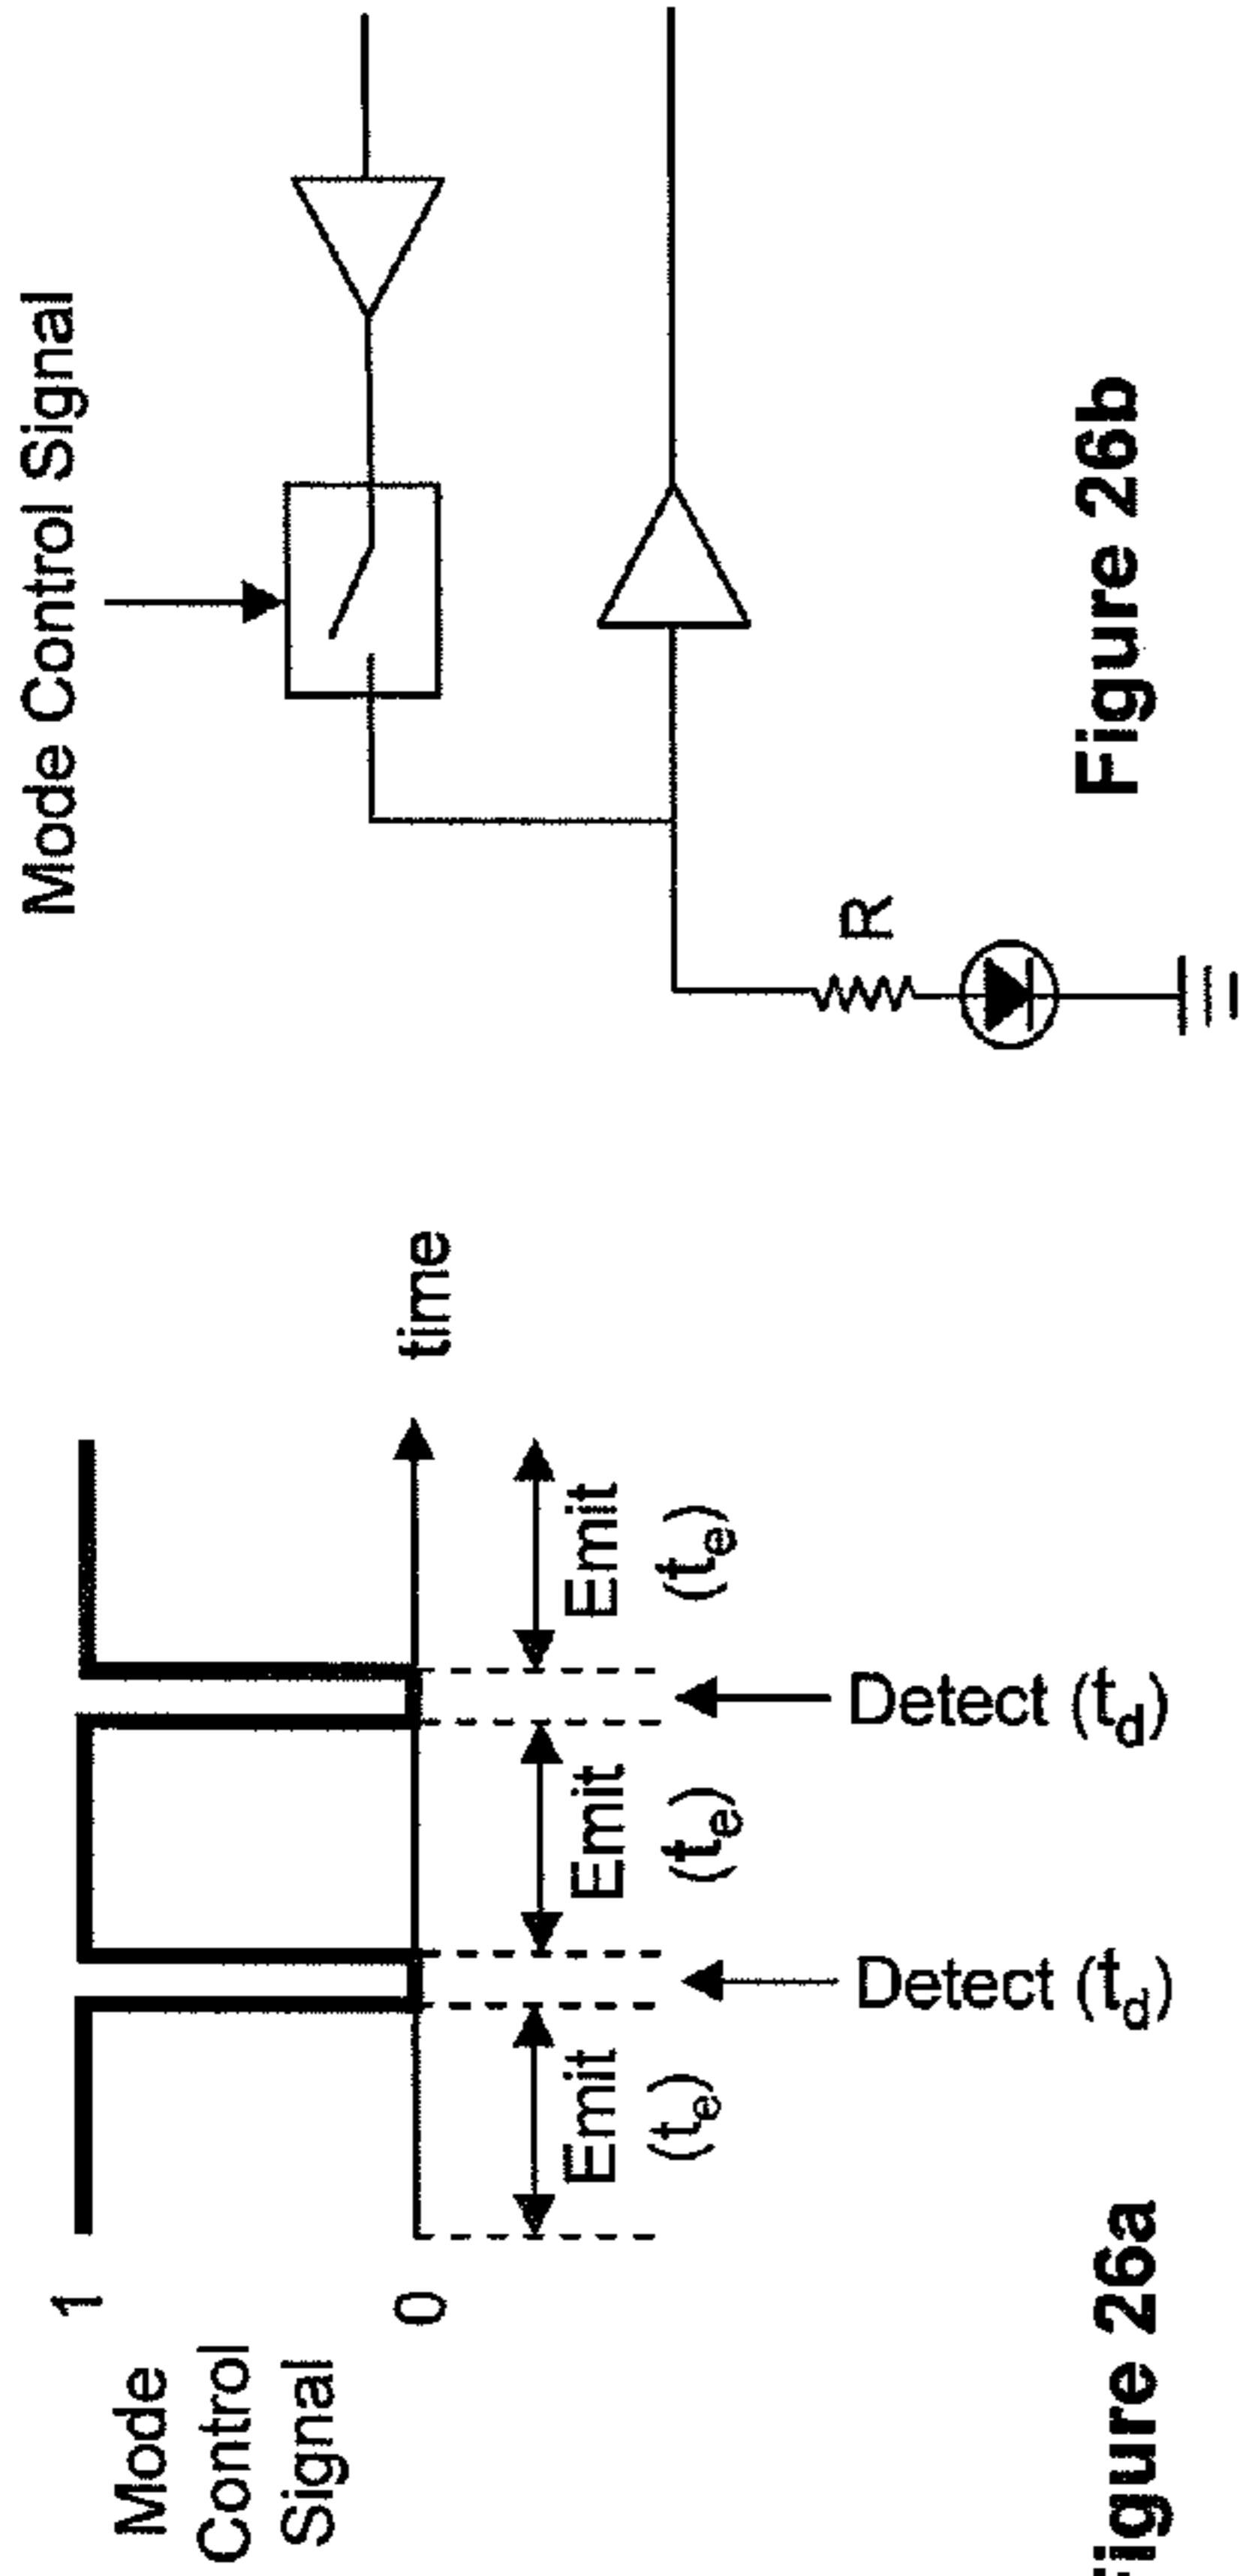 1
Mode
Control
Signal
0
time
Emit
(te)
Emit
(te)
Emit
(te)
Detect (td)
Detect (td)
igure 26a
Mode Control Signal
R
Figure 26b